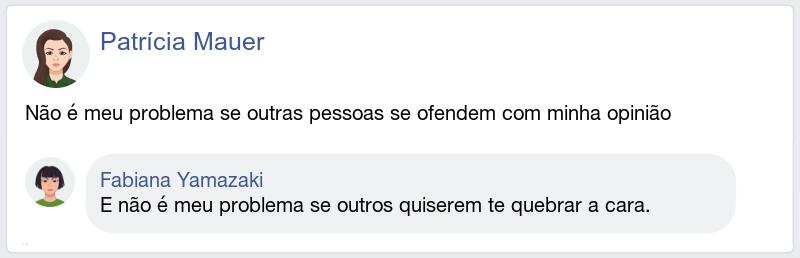 Patrícia Mauer
Não é meu problema se outras pessoas se ofendem com minha opinião
Fabiana Yamazaki
E não é meu problema se outros quiserem te quebrar a cara.